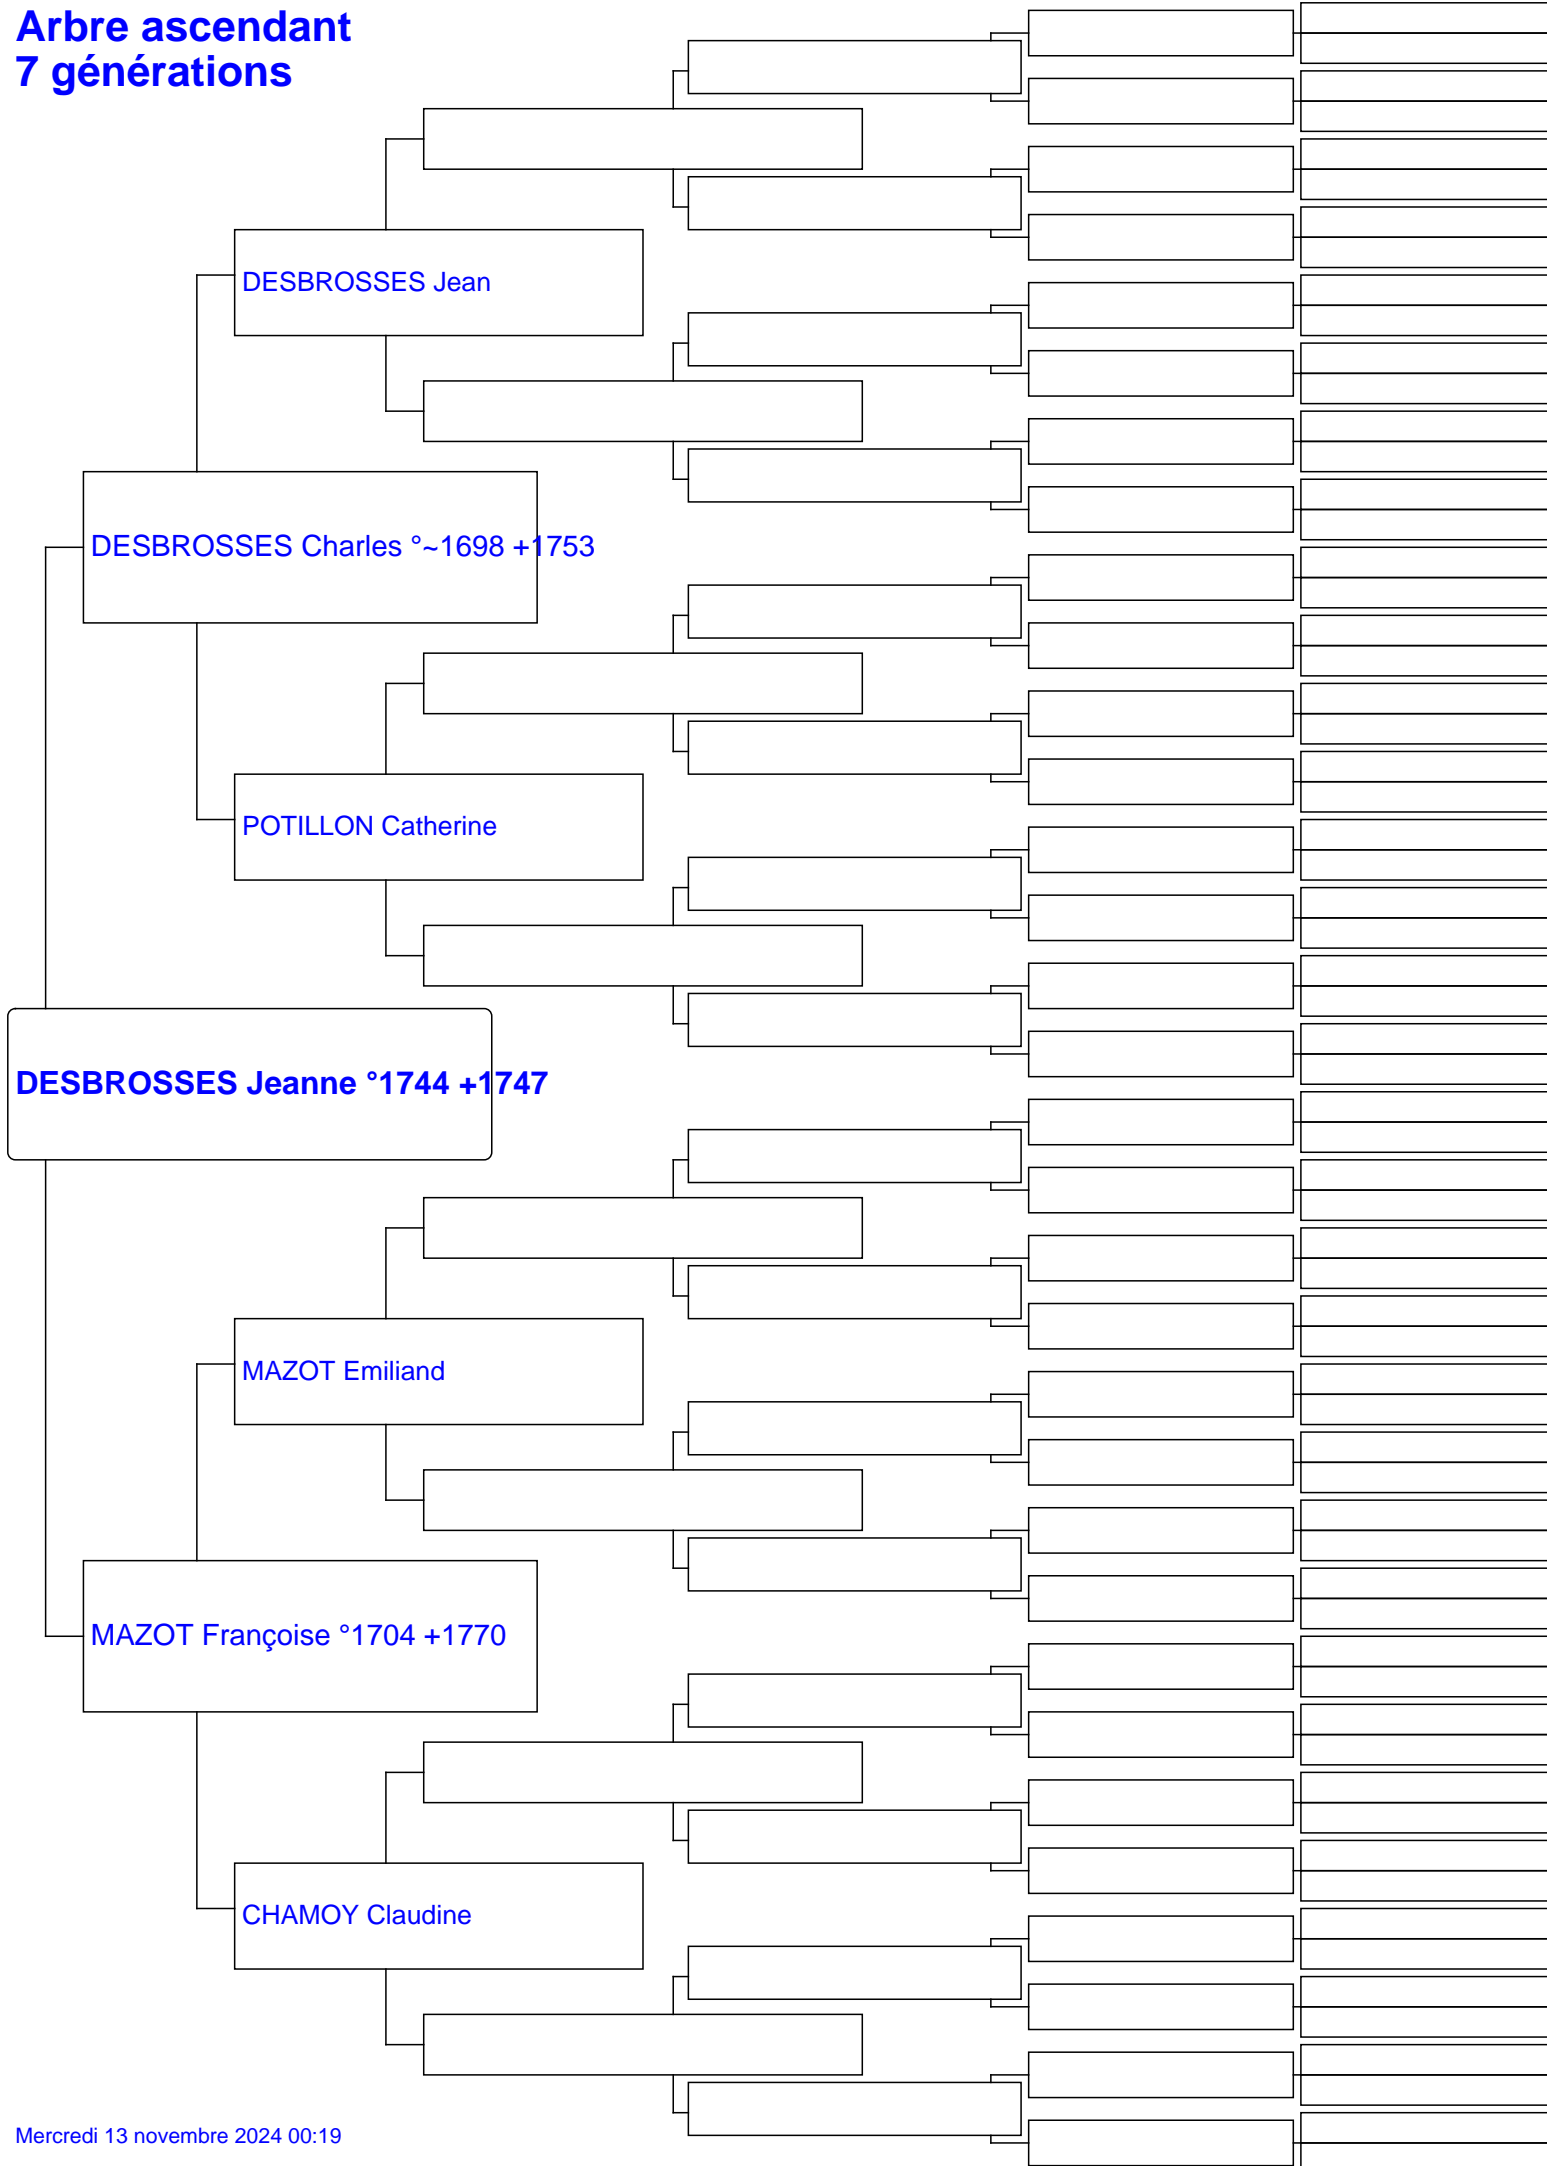 Arbre ascendant
7 générations
DESBROSSES Jean
DESBROSSES Charles °~1698 +1753
POTILLON Catherine
DESBROSSES Jeanne °1744 +1747
MAZOT Emiliand
MAZOT Françoise °1704 +1770
CHAMOY Claudine
Mercredi 13 novembre 2024 00:19